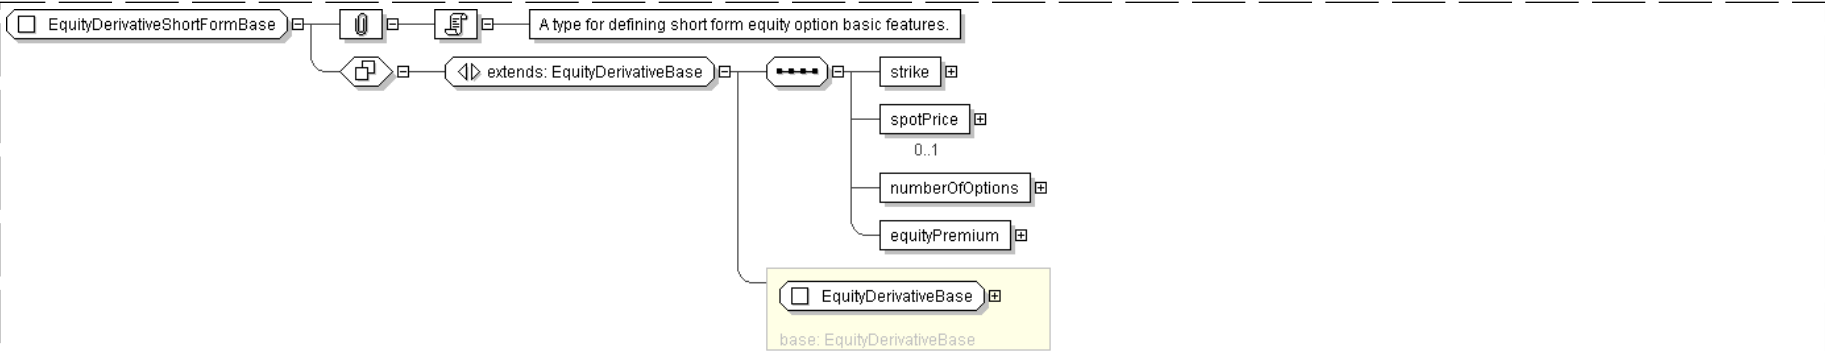 EquityDerivativeShortFormBase
A type for defining short form equity option basic features.
extends: EquityDerivativeBase
strike
spotPrice
0..1
numberOfOptions
equityPremium
EquityDerivativeBase
base: EquityDerivativeBase